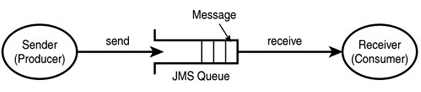 Message
Sender
(Producer)
send
receive
Receiver
(Consumer)
JMS Queue